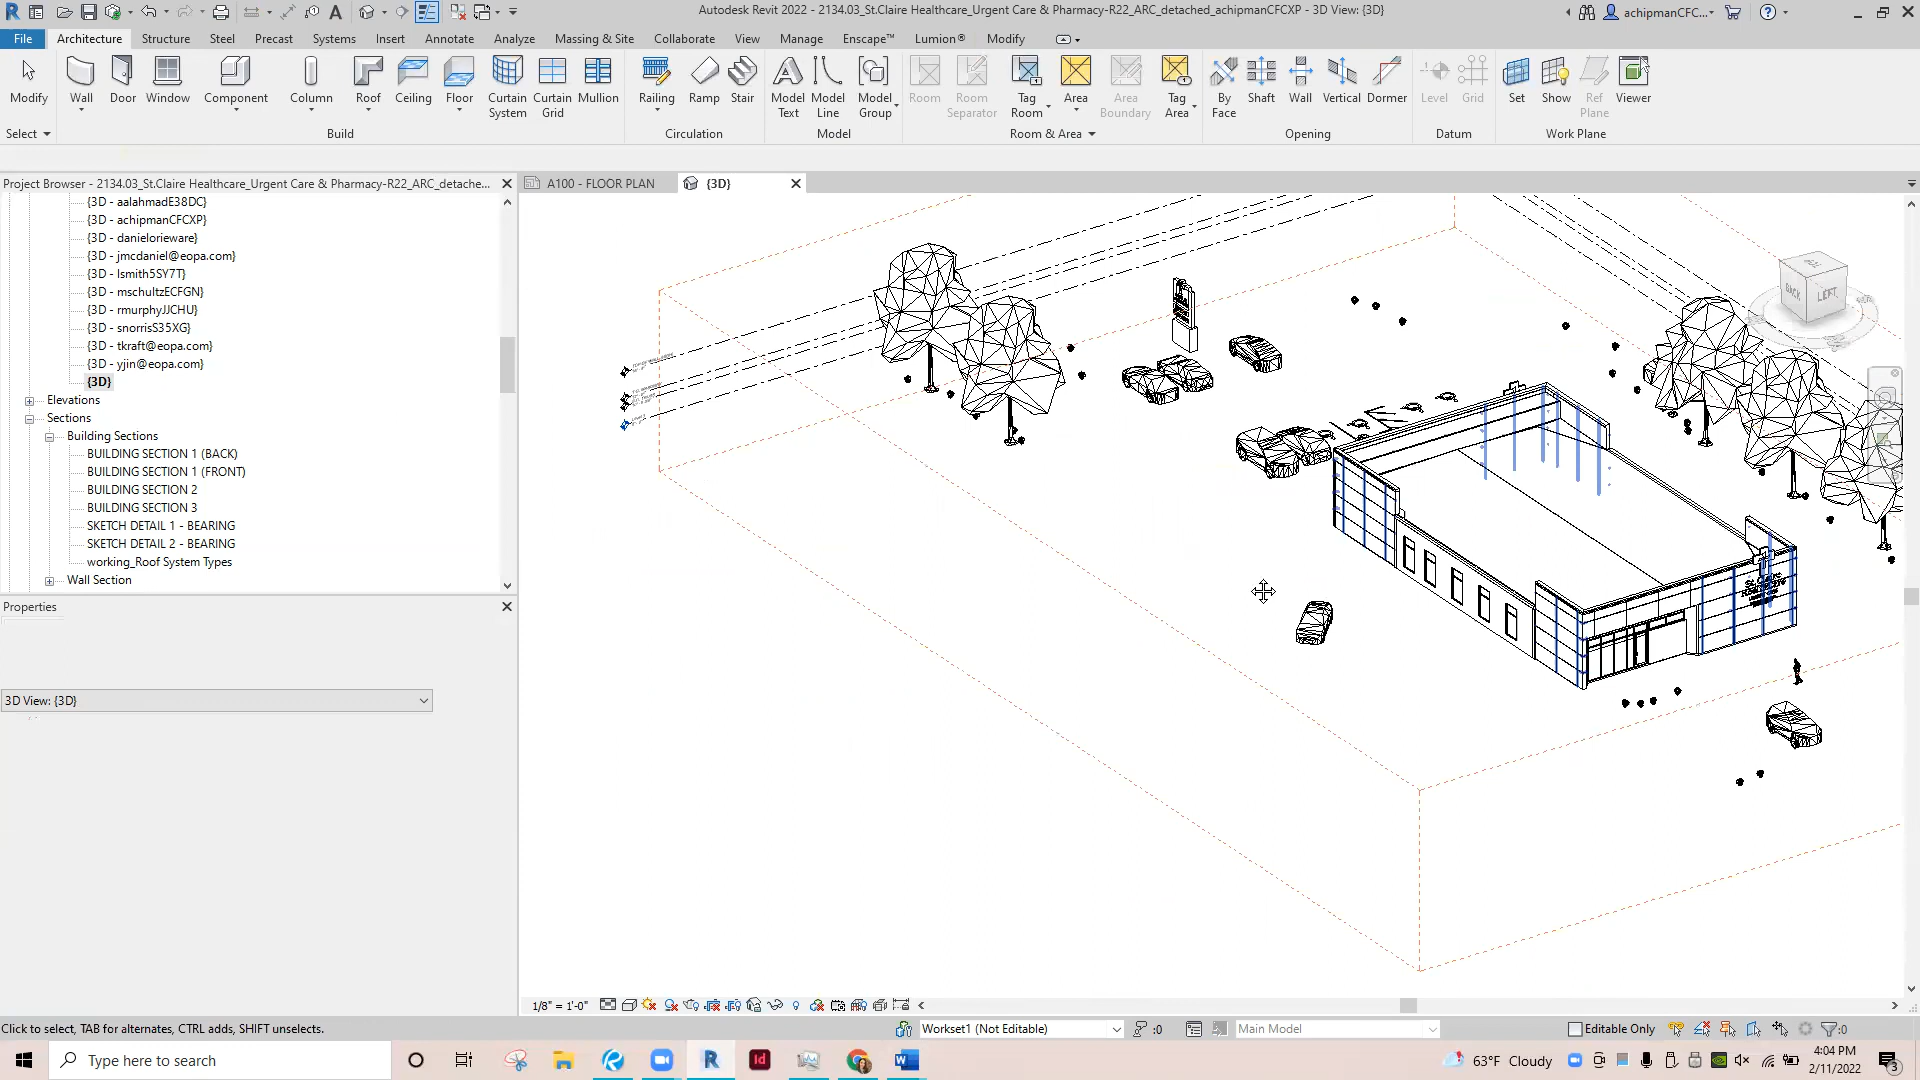 Autodesk Revit 2022 - 2134.03_St.Claire Healthcare_Urgent Care & Pharmacy-R22_ARC_detached_achipmanCFCXP - 3D View: {3D}
achipmanCFC...
File Architecture Structure Steel Precast Systems Insert Annotate Analyze Massing & Site Collaborate View Manage Enscape™ Lumion® Modify
Modify Wall Door Window Component Column Roof Ceiling Floor Curtain System Curtain Grid Mullion Railing Ramp Stair Model Text Model Line Model Group Room Room Separator Tag Room Area Area Boundary Tag Area By Face Shaft Wall Vertical Dormer Level Grid Set Show Ref Plane Viewer
Select Build Circulation Model Room & Area Opening Datum Work Plane
Project Browser - 2134.03_St.Claire Healthcare_Urgent Care & Pharmacy-R22_ARC_detache...
A100 - FLOOR PLAN
{3D}
{3D - aalahmadE38DC}
{3D - achipmanCFCXP}
{3D - danielorieware}
{3D - jmcdaniel@eopa.com}
{3D - lsmith5SY7T}
{3D - mschultzECFGN}
{3D - rmurphyJJCHU}
{3D - snorrisS35XG}
{3D - tkraft@eopa.com}
{3D - yjin@eopa.com}
{3D}
Elevations
Sections
Building Sections
BUILDING SECTION 1 (BACK)
BUILDING SECTION 1 (FRONT)
BUILDING SECTION 2
BUILDING SECTION 3
SKETCH DETAIL 1 - BEARING
SKETCH DETAIL 2 - BEARING
working_Roof System Types
Wall Section
Properties
3D View: {3D}
BACK LEFT
1/8" = 1'-0"
Click to select, TAB for alternates, CTRL adds, SHIFT unselects.
Workset1 (Not Editable)
:0
Main Model
Editable Only
:0
Type here to search
63°F Cloudy
4:04 PM
2/11/2022
3